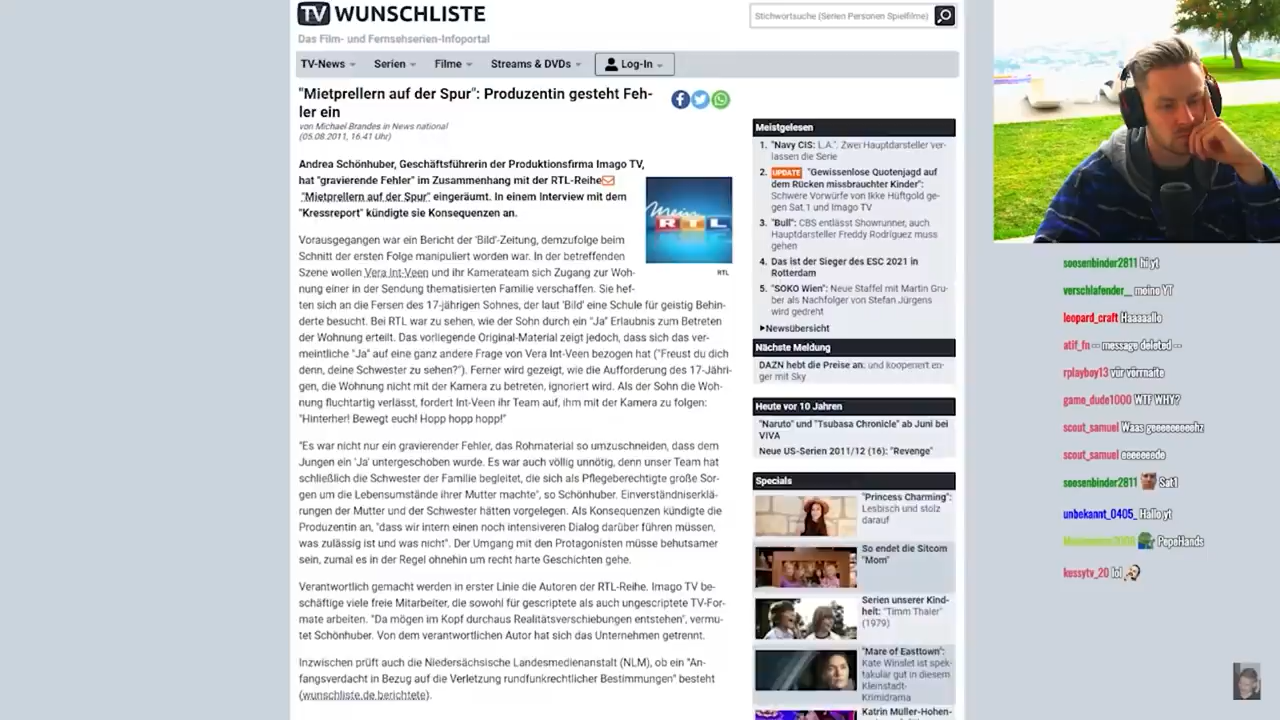 TV WUNSCHLISTE
Das Film- und Fernsehserien-Infoportal
Stichwortsuche (Serien Personen Spielfilme)
TV-News
Serien
Filme
Streams & DVDs
Log-In
"Mietprellern auf der Spur": Produzentin gesteht Feh-
ler ein
von Michael Brandes in News national
(05.08.2011, 16.41 Uhr)
Andrea Schönhuber, Geschäftsführerin der Produktionsfirma Imago TV,
hat "gravierende Fehler" im Zusammenhang mit der RTL-Reihe
"Mietprellern auf der Spur" eingeräumt. In einem Interview mit dem
"Kressreport" kündigte sie Konsequenzen an.
Mein
RTL
RTL
Vorausgegangen war ein Bericht der 'Bild'-Zeitung, demzufolge beim
Schnitt der ersten Folge manipuliert worden war. In der betreffenden
Szene wollen Vera Int-Veen und ihr Kamerateam sich Zugang zur Woh-
nung einer in der Sendung thematisierten Familie verschaffen. Sie hef-
ten sich an die Fersen des 17-jährigen Sohnes, der laut 'Bild' eine Schule für geistig Behin-
derte besucht. Bei RTL war zu sehen, wie der Sohn durch ein "Ja" Erlaubnis zum Betreten
der Wohnung erteilt. Das vorliegende Original-Material zeigt jedoch, dass sich das ver-
meintliche "Ja" auf eine ganz andere Frage von Vera Int-Veen bezogen hat ("Freust du dich
denn, deine Schwester zu sehen?"). Ferner wird gezeigt, wie die Aufforderung des 17-Jähri-
gen, die Wohnung nicht mit der Kamera zu betreten, ignoriert wird. Als der Sohn die Woh-
nung fluchtartig verlässt, fordert Int-Veen ihr Team auf, ihm mit der Kamera zu folgen:
"Hinterher! Bewegt euch! Hopp hopp hopp!"
"Es war nicht nur ein gravierender Fehler, das Rohmaterial so umzuschneiden, dass dem
Jungen ein 'Ja' untergeschoben wurde. Es war auch völlig unnötig, denn unser Team hat
schließlich die Schwester der Familie begleitet, die sich als Pflegeberechtigte große Sor-
gen um die Lebensumstände ihrer Mutter machte", so Schönhuber. Einverständniserklä-
rungen der Mutter und der Schwester hätten vorgelegen. Als Konsequenzen kündigte die
Produzentin an, "dass wir intern einen noch intensiveren Dialog darüber führen müssen,
was zulässig ist und was nicht". Der Umgang mit den Protagonisten müsse behutsamer
sein, zumal es in der Regel ohnehin um recht harte Geschichten gehe.
Verantwortlich gemacht werden in erster Linie die Autoren der RTL-Reihe. Imago TV be-
schäftige viele freie Mitarbeiter, die sowohl für gescriptete als auch ungescriptete TV-For-
mate arbeiten. "Da mögen im Kopf durchaus Realitätsverschiebungen entstehen", vermu-
tet Schönhuber. Von dem verantwortlichen Autor hat sich das Unternehmen getrennt.
Inzwischen prüft auch die Niedersächsische Landesmedienanstalt (NLM), ob ein "An-
fangsverdacht in Bezug auf die Verletzung rundfunkrechtlicher Bestimmungen" besteht
(wunschliste.de berichtete).
Meistgelesen
1. "Navy CIS: L.A.": Zwei Hauptdarsteller ver-
lassen die Serie
2. UPDATE "Gewissenlose Quotenjagd auf
dem Rücken missbrauchter Kinder":
Schwere Vorwürfe von Ikke Hüftgold ge-
gen Sat.1 und Imago TV
3. "Bull": CBS entlässt Showrunner, auch
Hauptdarsteller Freddy Rodriguez muss
gehen
4. Das ist der Sieger des ESC 2021 in
Rotterdam
5. "SOKO Wien": Neue Staffel mit Martin Gru-
ber als Nachfolger von Stefan Jürgens
wird gedreht
Newsübersicht
Nächste Meldung
DAZN hebt die Preise an: und kooperiert en-
ger mit Sky
Heute vor 10 Jahren
"Naruto" und "Tsubasa Chronicle" ab Juni bei
VIVA
Neue US-Serien 2011/12 (16): "Revenge"
Specials
"Princess Charming":
Lesbisch und stolz
darauf
So endet die Sitcom
"Mom"
Serien unserer Kind-
heit: "Timm Thaler"
(1979)
"Mare of Easttown":
Kate Winslet ist spek-
takulär gut in diesem
Kleinstadt-
Krimidrama
Katrin Müller-Hohen-
soosenbinder2811 hi yt
verschlafender__ moine YT
leopard_craft Haaaaallo
atif_fn -- message deleted --
rplayboy13 vür vürrnaite
game_dude1000 WTF WHY?
scout_samuel Waas geeeeeeeehz
scout_samuel eeeeeeede
soosenbinder2811 Sat1
unbekannt_0405_ Hallo yt
PepeHands
kessytv_20 lol